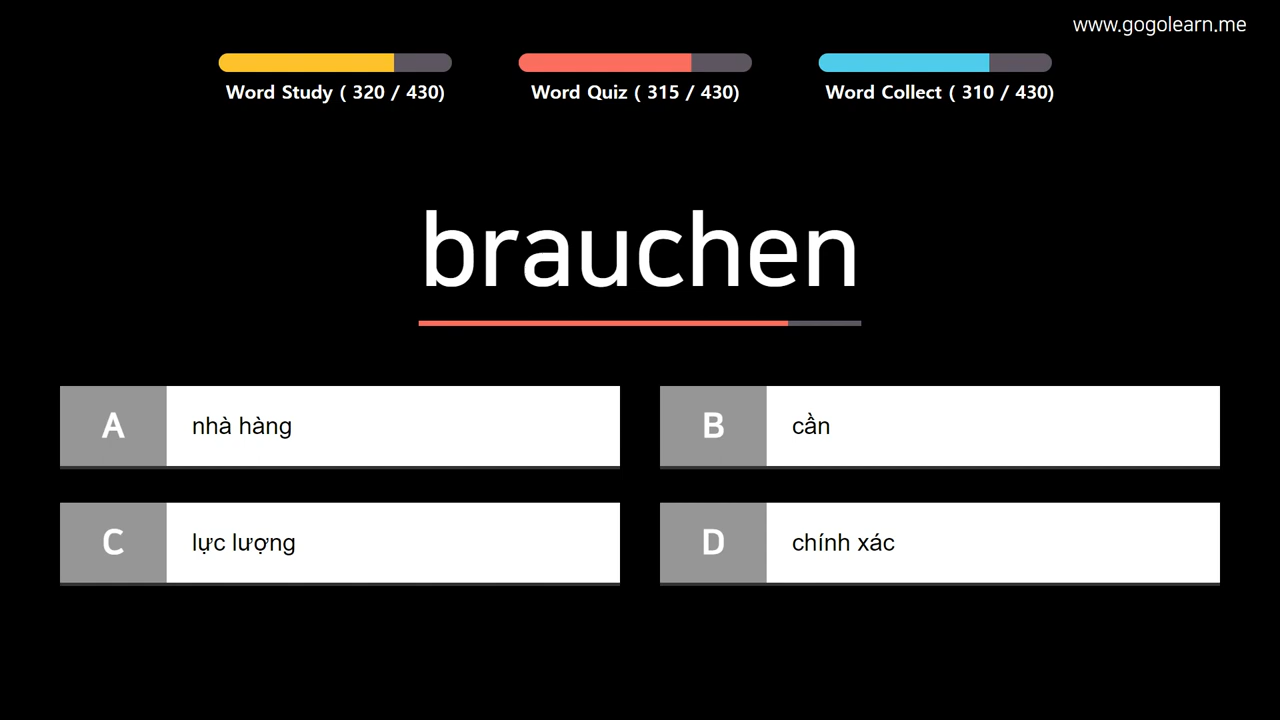 www.gogolearn.me
Word Study ( 320 / 430)
Word Quiz ( 315 / 430)
Word Collect ( 310 / 430)
brauchen
A nhà hàng
B cần
C lực lượng
D chính xác